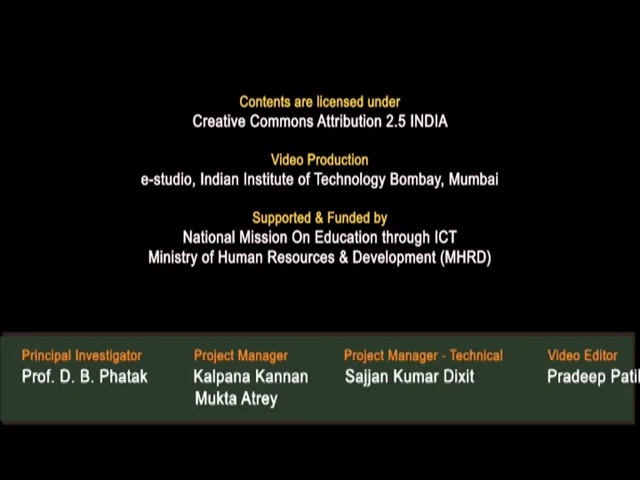 Contents are licensed under
Creative Commons Attribution 2.5 INDIA
Video Production
e-studio, Indian Institute of Technology Bombay, Mumbai
Supported & Funded by
National Mission On Education through ICT
Ministry of Human Resources & Development (MHRD)
Principal Investigator
Prof. D. B. Phatak
Project Manager
Kalpana Kannan
Mukta Atrey
Project Manager - Technical
Sajjan Kumar Dixit
Video Editor
Pradeep Patil